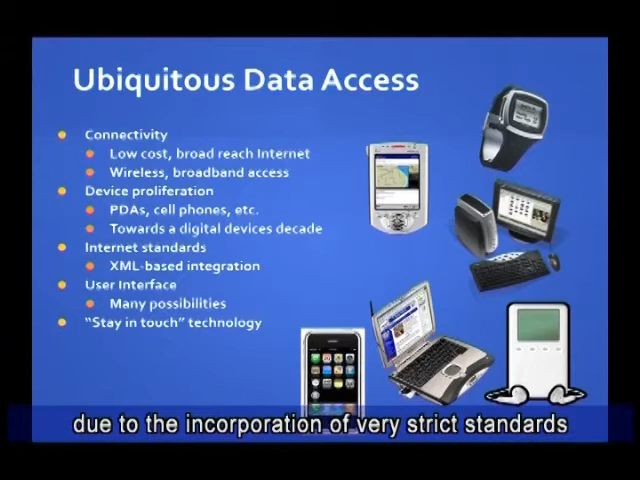 Ubiquitous Data Access
Connectivity
Low cost, broad reach Internet
Wireless, broadband access
Device proliferation
PDAs, cell phones, etc.
Towards a digital devices decade
Internet standards
XML-based integration
User Interface
Many possibilities
“Stay in touch” technology
due to the incorporation of very strict standards